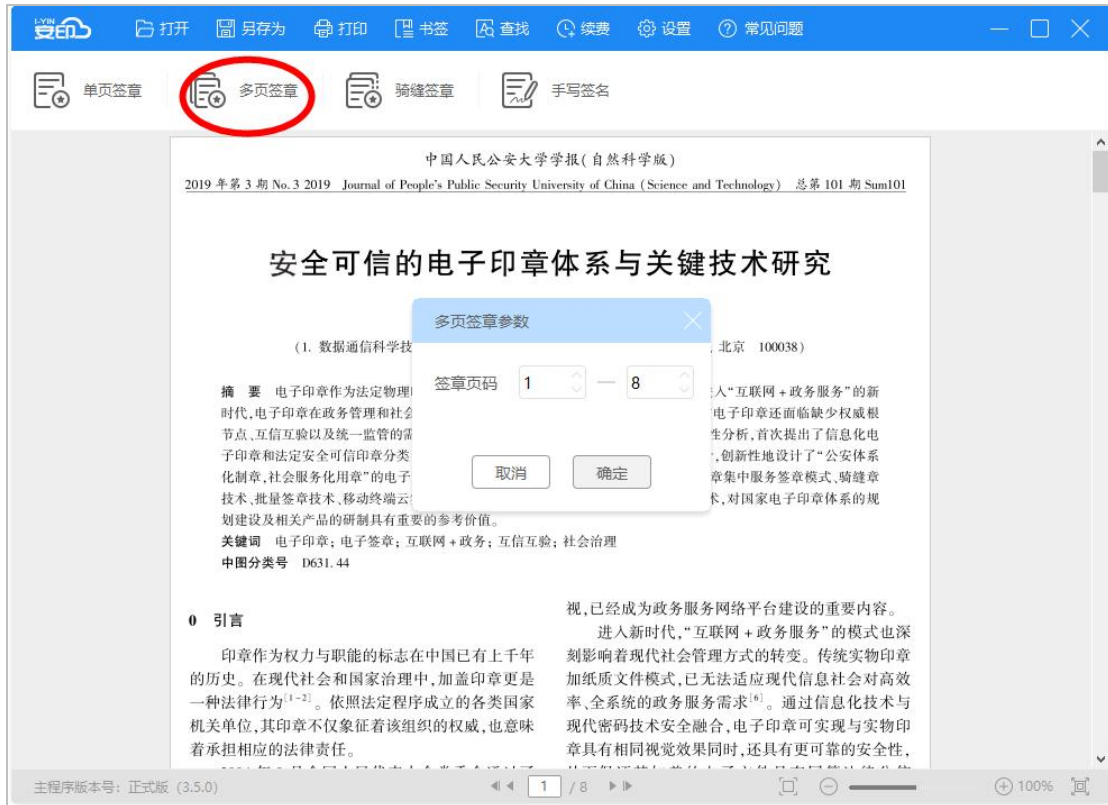 I-YIN
安印
打开 另存为 打印 书签 查找 续费 设置 常见问题
单页签章 多页签章 骑缝签章 手写签名
中国人民公安大学学报(自然科学版)
2019 年第 3 期 No. 3 2019 Journal of People's Public Security University of China (Science and Technology) 总第 101 期 Sum101
安全可信的电子印章体系与关键技术研究
多页签章参数
(1. 数据通信科学技
北京 100038)
签章页码 1 — 8
取消 确定
摘 要 电子印章作为法定物理
人“互联网 + 政务服务”的新
时代,电子印章在政务管理和社会
电子印章还面临缺少权威根
节点、互信互验以及统一监管的需
性分析,首次提出了信息化电
子印章和法定安全可信印章分类
,创新性地设计了“公安体系
化制章,社会服务化用章”的电子
章集中服务签章模式、骑缝章
技术、批量签章技术、移动终端云
术,对国家电子印章体系的规
划建设及相关产品的研制具有重要的参考价值。
关键词 电子印章; 电子签章; 互联网 + 政务; 互信互验; 社会治理
中图分类号 D631. 44
0 引言
印章作为权力与职能的标志在中国已有上千年
的历史。在现代社会和国家治理中,加盖印章更是
一种法律行为[1-2]。依照法定程序成立的各类国家
机关单位,其印章不仅象征着该组织的权威,也意味
着承担相应的法律责任。
视,已经成为政务服务网络平台建设的重要内容。
进入新时代,“互联网 + 政务服务”的模式也深
刻影响着现代社会管理方式的转变。传统实物印章
加纸质文件模式,已无法适应现代信息社会对高效
率、全系统的政务服务需求[6]。通过信息化技术与
现代密码技术安全融合,电子印章可实现与实物印
章具有相同视觉效果同时,还具有更可靠的安全性,
主程序版本号: 正式版 (3.5.0) 1 / 8 100%